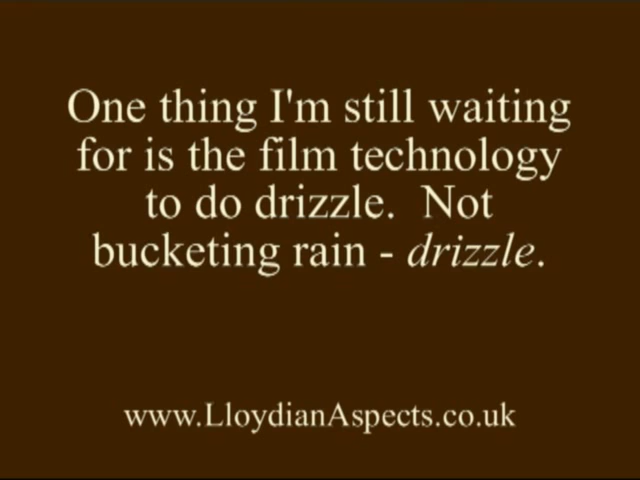 One thing I'm still waiting
for is the film technology
to do drizzle.  Not
bucketing rain - drizzle.
www.LloydianAspects.co.uk